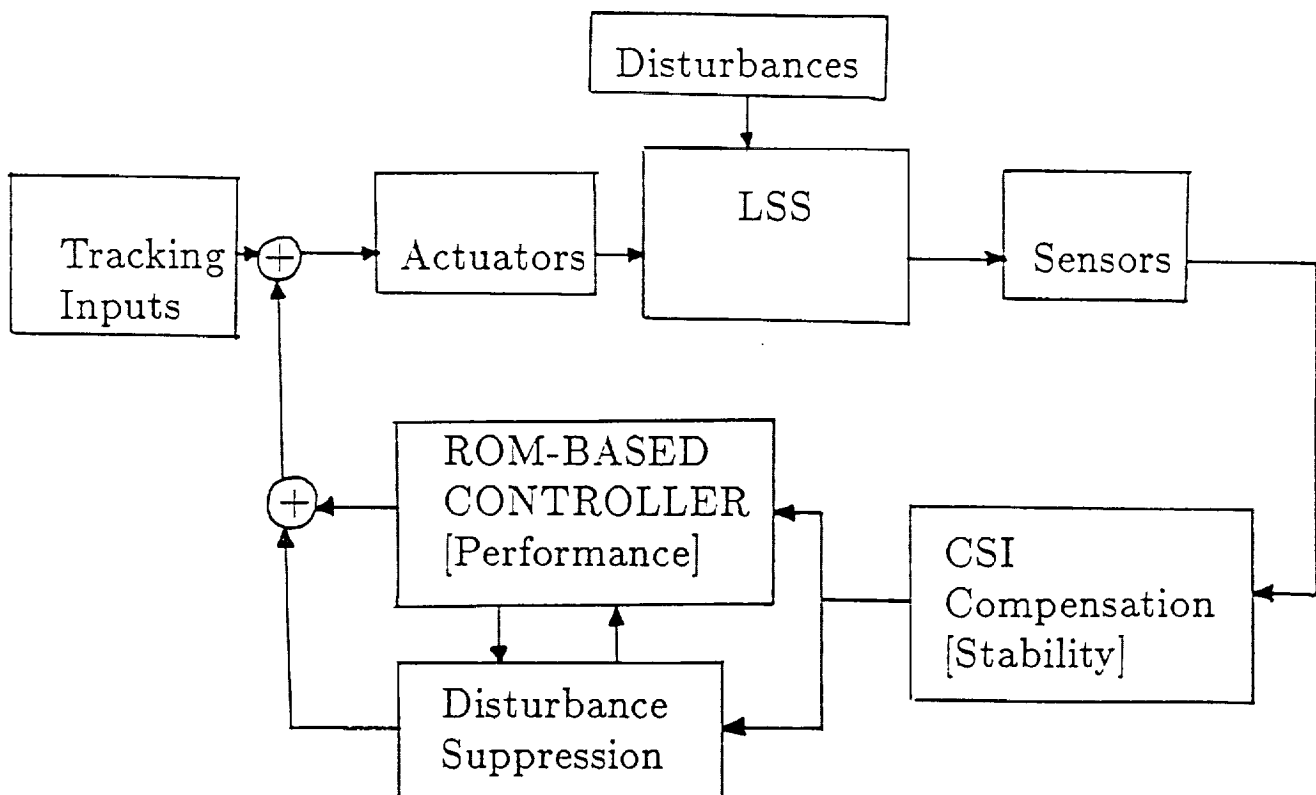 Disturbances
LSS
Tracking
Inputs
+
Actuators
Sensors
ROM-BASED
CONTROLLER
[Performance]
+
CSI
Compensation
[Stability]
Disturbance
Suppression